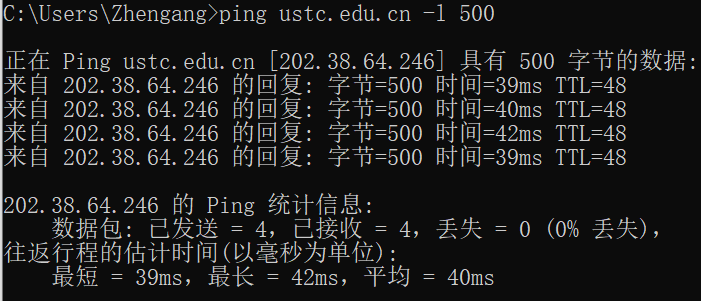 C:\Users\Zhengang>ping ustc.edu.cn -l 500
正在 Ping ustc.edu.cn [202.38.64.246] 具有 500 字节的数据:
来自 202.38.64.246 的回复: 字节=500 时间=39ms TTL=48
来自 202.38.64.246 的回复: 字节=500 时间=40ms TTL=48
来自 202.38.64.246 的回复: 字节=500 时间=42ms TTL=48
来自 202.38.64.246 的回复: 字节=500 时间=39ms TTL=48
202.38.64.246 的 Ping 统计信息:
数据包: 已发送 = 4，已接收 = 4，丢失 = 0 (0% 丢失)，
往返行程的估计时间(以毫秒为单位):
最短 = 39ms，最长 = 42ms，平均 = 40ms